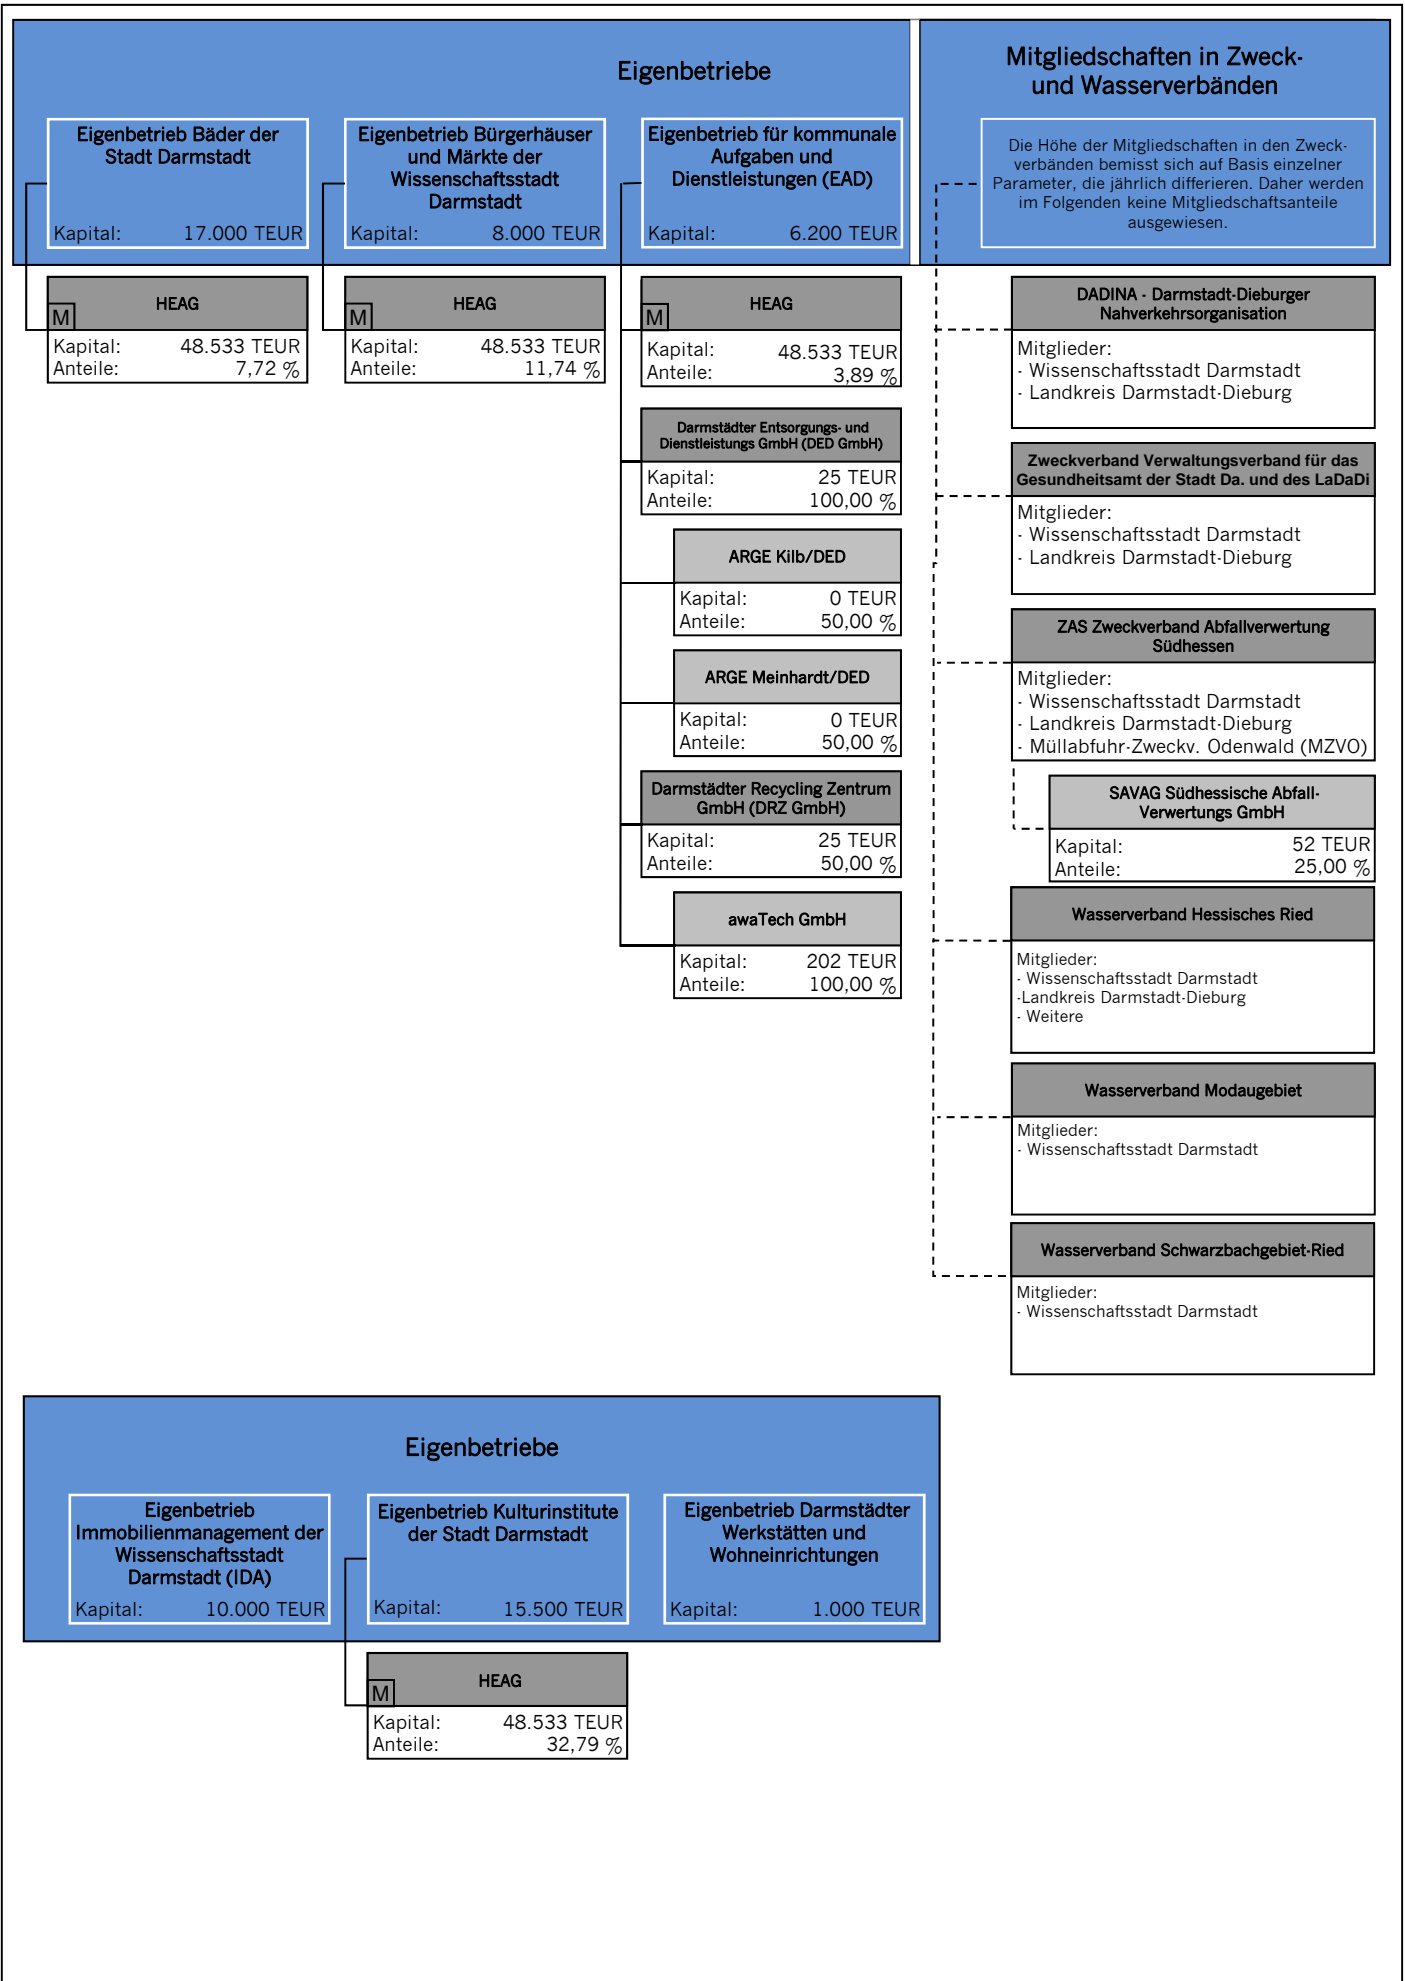 Eigenbetriebe
Eigenbetrieb Bäder der
Stadt Darmstadt
Kapital: 17.000 TEUR
Eigenbetrieb Bürgerhäuser
und Märkte der
Wissenschaftsstadt
Darmstadt
Kapital: 8.000 TEUR
Eigenbetrieb für kommunale
Aufgaben und
Dienstleistungen (EAD)
Kapital: 6.200 TEUR
HEAG
M
Kapital: 48.533 TEUR
Anteile: 7,72 %
HEAG
M
Kapital: 48.533 TEUR
Anteile: 11,74 %
HEAG
M
Kapital: 48.533 TEUR
Anteile: 3,89 %
Darmstädter Entsorgungs- und
Dienstleistungs GmbH (DED GmbH)
Kapital: 25 TEUR
Anteile: 100,00 %
ARGE Kilb/DED
Kapital: 0 TEUR
Anteile: 50,00 %
ARGE Meinhardt/DED
Kapital: 0 TEUR
Anteile: 50,00 %
Darmstädter Recycling Zentrum
GmbH (DRZ GmbH)
Kapital: 25 TEUR
Anteile: 50,00 %
awaTech GmbH
Kapital: 202 TEUR
Anteile: 100,00 %
Mitgliedschaften in Zweck-
und Wasserverbänden
Die Höhe der Mitgliedschaften in den Zweck-
verbänden bemisst sich auf Basis einzelner
Parameter, die jährlich differieren. Daher werden
im Folgenden keine Mitgliedschaftsanteile
ausgewiesen.
DADINA - Darmstadt-Dieburger
Nahverkehrsorganisation
Mitglieder:
- Wissenschaftsstadt Darmstadt
- Landkreis Darmstadt-Dieburg
Zweckverband Verwaltungsverband für das
Gesundheitsamt der Stadt Da. und des LaDaDi
Mitglieder:
- Wissenschaftsstadt Darmstadt
- Landkreis Darmstadt-Dieburg
ZAS Zweckverband Abfallverwertung
Südhessen
Mitglieder:
- Wissenschaftsstadt Darmstadt
- Landkreis Darmstadt-Dieburg
- Müllabfuhr-Zweckv. Odenwald (MZVO)
SAVAG Südhessische Abfall-
Verwertungs GmbH
Kapital: 52 TEUR
Anteile: 25,00 %
Wasserverband Hessisches Ried
Mitglieder:
- Wissenschaftsstadt Darmstadt
-Landkreis Darmstadt-Dieburg
- Weitere
Wasserverband Modaugebiet
Mitglieder:
- Wissenschaftsstadt Darmstadt
Wasserverband Schwarzbachgebiet-Ried
Mitglieder:
- Wissenschaftsstadt Darmstadt
Eigenbetriebe
Eigenbetrieb
Immobilienmanagement der
Wissenschaftsstadt
Darmstadt (IDA)
Kapital: 10.000 TEUR
Eigenbetrieb Kulturinstitute
der Stadt Darmstadt
Kapital: 15.500 TEUR
Eigenbetrieb Darmstädter
Werkstätten und
Wohneinrichtungen
Kapital: 1.000 TEUR
HEAG
M
Kapital: 48.533 TEUR
Anteile: 32,79 %